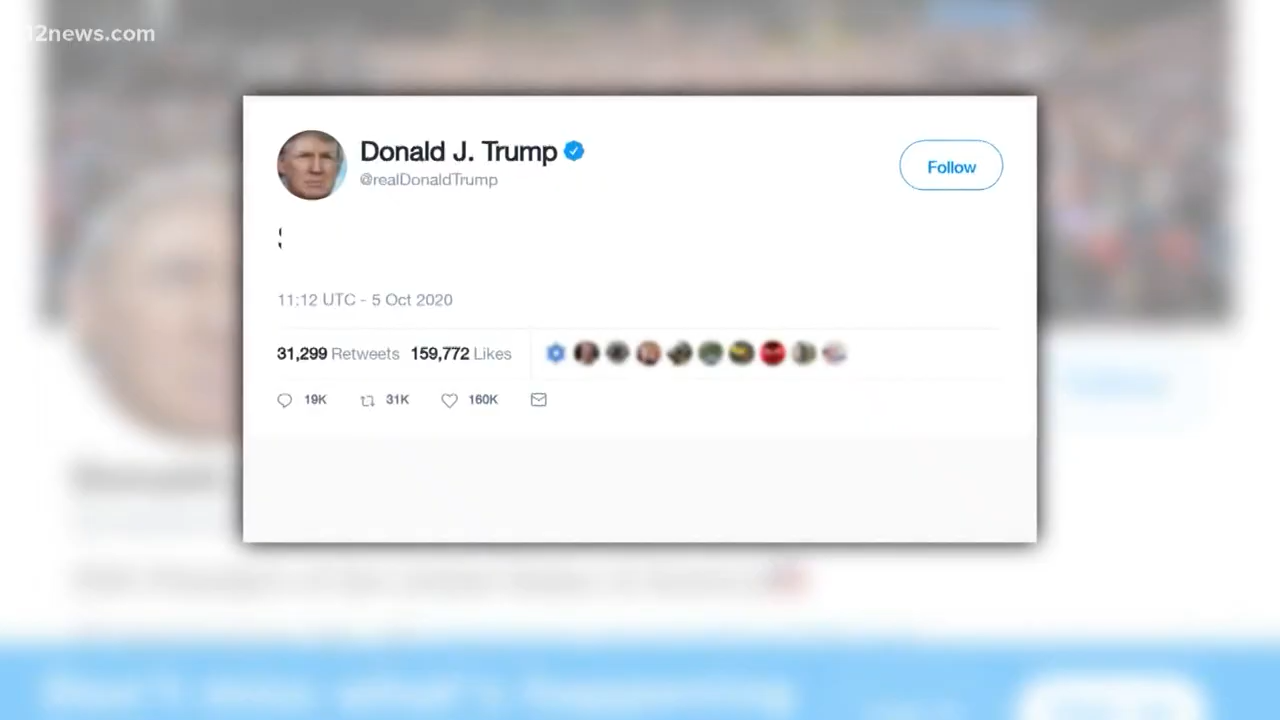 12news.com
Donald J. Trump
@realDonaldTrump
Follow
11:12 UTC - 5 Oct 2020
31,299 Retweets 159,772 Likes
19K 31K 160K